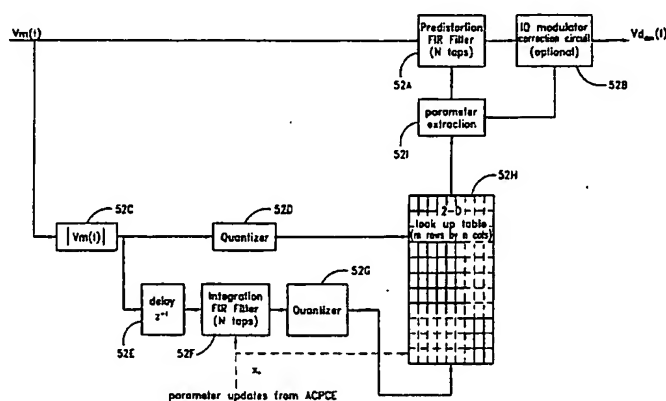 Vm(t)
Predistortion
FIR Filter
(N taps)
IQ modulator
correction circuit
(optional)
Vd
(t)
52A
52B
parameter
extraction
52I
52H
2-D
look up table
(m rows by n cols)
52C
|Vm(t)|
52D
Quantizer
52G
delay
z⁻¹
Integration
FIR Filter
(N taps)
Quantizer
52E
52F
parameter updates from ACPCE